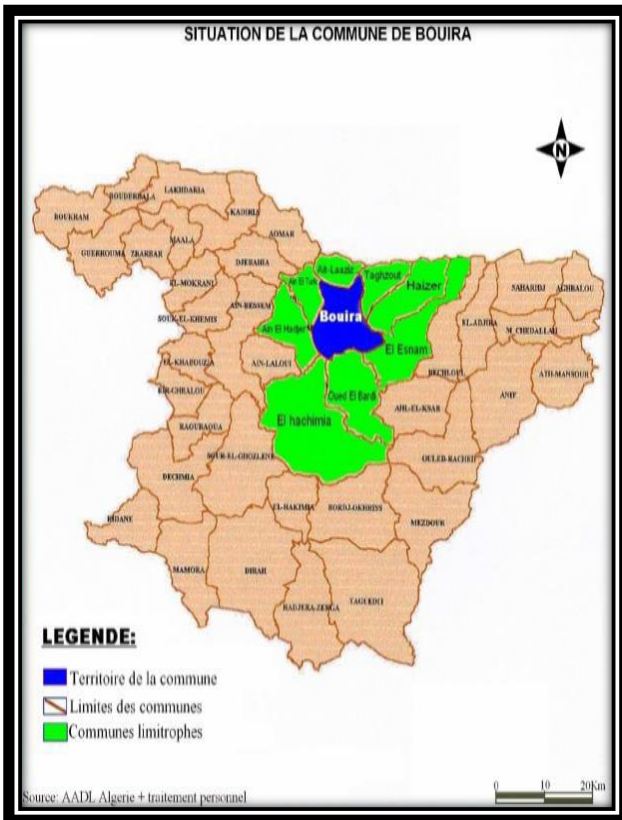 SITUATION DE LA COMMUNE DE BOUIRA
N
LAKHDARIA
BOUDERBALA
BOUKRAM
KADIRIA
AOMAR
MAALA
GUERROUMA
ZBARBAR
DJEBAHIA
Ait-Laaziz
Taghzout
Haizer
EL-MOKRANI
Ain El Turk
SAHARIDJ
AGHBALOU
AIN-BESSEM
Bouira
SOUK-EL-KHEMIS
Ain El Hadjer
EL-ADJIBA
M_CHEDALLAH
El Esnam
EL-KHABOUZIA
AIN-LALOUI
BECHLOUL
ATH-MANSOUR
BIR-GHBALOU
Oued El Bardi
AHL-EL-KSAR
ANIF
RAOURAOUA
El hachimia
SOUR-EL-GHOZLENE
OULED-RACHED
DECHMIA
EL-HAKIMIA
BORDJ-OKHRISS
RIDANE
MEZDOUR
MAMORA
DIRAH
HADJERA-ZERGA
TAGUEDIT
LEGENDE:
Territoire de la commune
Limites des communes
Communes limitrophes
Source: AADL Algerie + traitement personnel
0 10 20Km